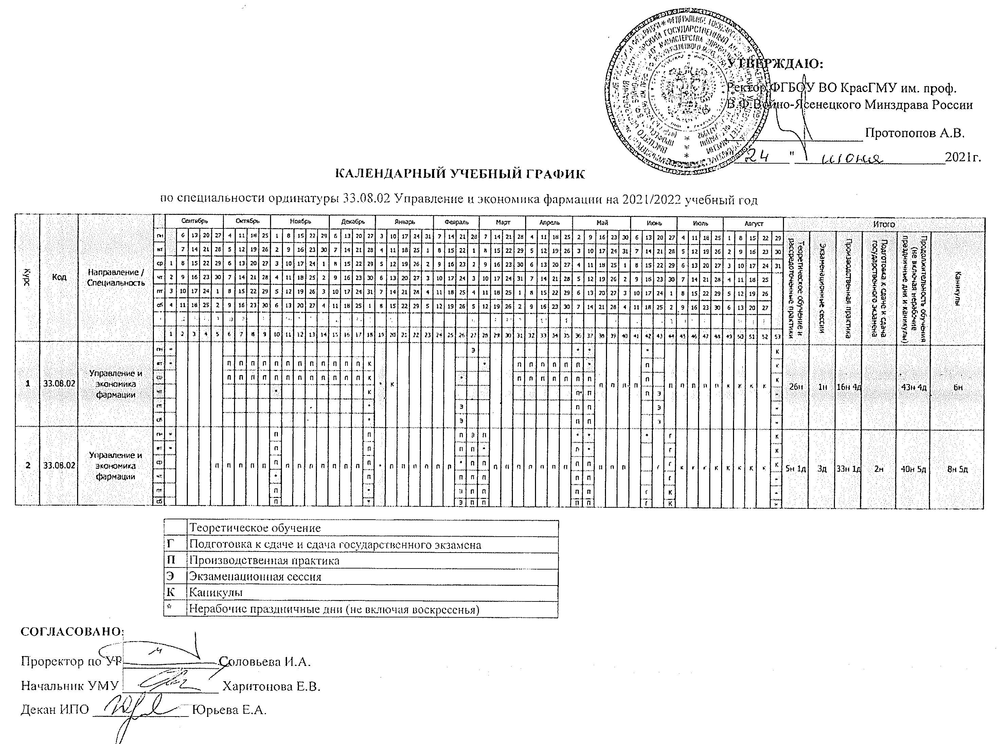 УТВЕРЖДАЮ:
Ректор ФГБОУ ВО КрасГМУ им. проф.
В.Ф.Войно-Ясенецкого Минздрава России
Протопопов А.В.
24 " июня 2021г.
КАЛЕНДАРНЫЙ УЧЕБНЫЙ ГРАФИК
по специальности ординатуры 33.08.02 Управление и экономика фармации на 2021/2022 учебный год
Курс Код Направление / Специальность Сентябрь Октябрь Ноябрь Декабрь Январь Февраль Март Апрель Май Июнь Июль Август Итого
пн 6 13 20 27 4 11 18 25 1 8 15 22 29 6 13 20 27 3 10 17 24 31 7 14 21 28 7 14 21 28 4 11 18 25 2 9 16 23 30 6 13 20 27 4 11 18 25 1 8 15 22 29
вт 7 14 21 28 5 12 19 26 2 9 16 23 30 7 14 21 28 4 11 18 25 1 8 15 22 1 8 15 22 29 5 12 19 26 3 10 17 24 31 7 14 21 28 5 12 19 26 2 9 16 23 30
ср 1 8 15 22 29 6 13 20 27 3 10 17 24 1 8 15 22 29 5 12 19 26 2 9 16 23 2 9 16 23 30 6 13 20 27 4 11 18 25 1 8 15 22 29 6 13 20 27 3 10 17 24 31
чт 2 9 16 23 30 7 14 21 28 4 11 18 25 2 9 16 23 30 6 13 20 27 3 10 17 24 3 10 17 24 31 7 14 21 28 5 12 19 26 2 9 16 23 30 7 14 21 28 4 11 18 25
пт 3 10 17 24 1 8 15 22 29 5 12 19 26 3 10 17 24 31 7 14 21 28 4 11 18 25 4 11 18 25 1 8 15 22 29 6 13 20 27 3 10 17 24 1 8 15 22 29 5 12 19 26
сб 4 11 18 25 2 9 16 23 30 6 13 20 27 4 11 18 25 1 8 15 22 29 5 12 19 26 5 12 19 26 2 9 16 23 30 7 14 21 28 4 11 18 25 2 9 16 23 30 6 13 20 27
1 2 3 4 5 6 7 8 9 10 11 12 13 14 15 16 17 18 19 20 21 22 23 24 25 26 27 28 29 30 31 32 33 34 35 36 37 38 39 40 41 42 43 44 45 46 47 48 49 50 51 52 53
Теоретическое обучение и рассредоточенные практики
Экзаменационные сессии
Производственная практика
Подготовка к сдаче и сдача государственного экзамена
Продолжительность обучения (не включая нерабочие праздничные дни и каникулы)
Каникулы
1 33.08.02 Управление и экономика фармации 26н 1н 16н 4д 43н 4д 6н
пн * Э * * * К
вт * П П П П П П П П П П П П К * П П П П П * П К
ср П П П П П П П П П П П П К * К * П П П П П П П К
П П П П П П П П К К К К
чт * К П* П П Э *
пт * Э П П Э *
сб * Э П П Э *
2 33.08.02 Управление и экономика фармации 5н 1д 3д 33н 1д 2н 40н 5д 8н 5д
пн * П П П Э П * * * Г К
вт * П П П П * П * Г К
ср П П П П П П П П П П П П П П * П П П П П П * П П П П П П П П П П П П П Г Г К К К К К К К К К
чт * П П П П П П Г *
пт П * Э П П П П Г К *
сб П * Э П П П П Г К *
Теоретическое обучение
Г Подготовка к сдаче и сдача государственного экзамена
П Производственная практика
Э Экзаменационная сессия
К Каникулы
* Нерабочие праздничные дни (не включая воскресенья)
СОГЛАСОВАНО:
Проректор по УР Соловьева И.А.
Начальник УМУ Харитонова Е.В.
Декан ИПО Юрьева Е.А.